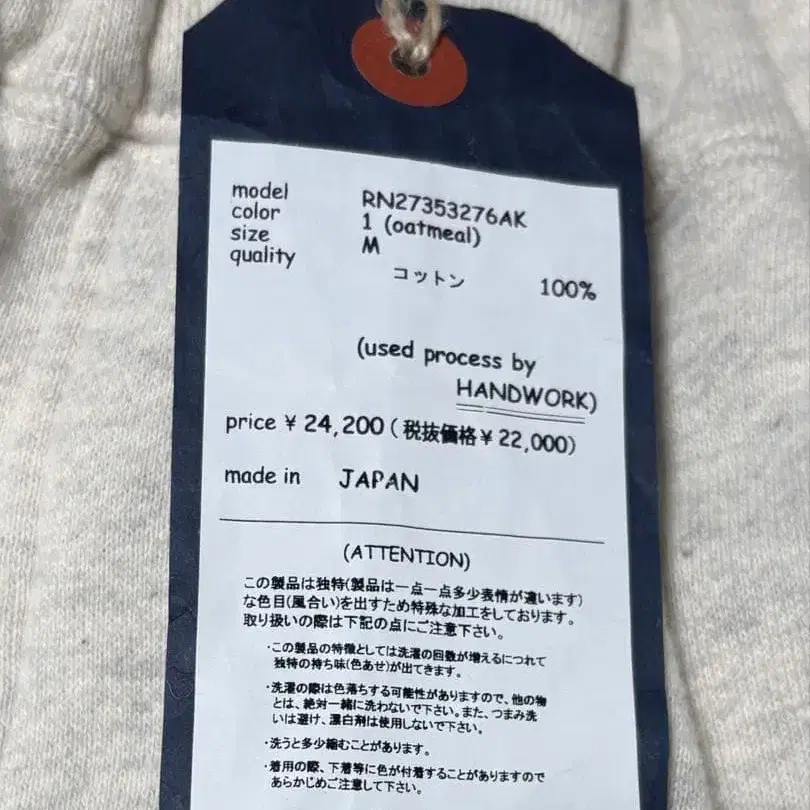 model RN27353276AK
color 1 (oatmeal)
size M
quality
コットン 100%
(used process by
HANDWORK)
price ¥ 24,200 (税抜価格¥ 22,000)
made in JAPAN
(ATTENTION)
この製品は独特(製品は一点一点多少表情が違います)
な色目(風合い)を出すため特殊な加工をしております。
取り扱いの際は下記の点にご注意下さい。
・この製品の特徴としては洗濯の回数が増えるにつれて
独特の持ち味(色あせ)が出てきます。
・洗濯の際は色落ちする可能性がありますので、他の物
とは、絶対一緒に洗わないで下さい。また、つまみ洗
いは避け、漂白剤は使用しないで下さい。
・洗うと多少縮むことがあります。
・着用の際、下着等に色が付着することがありますので
あらかじめご注意して下さい。